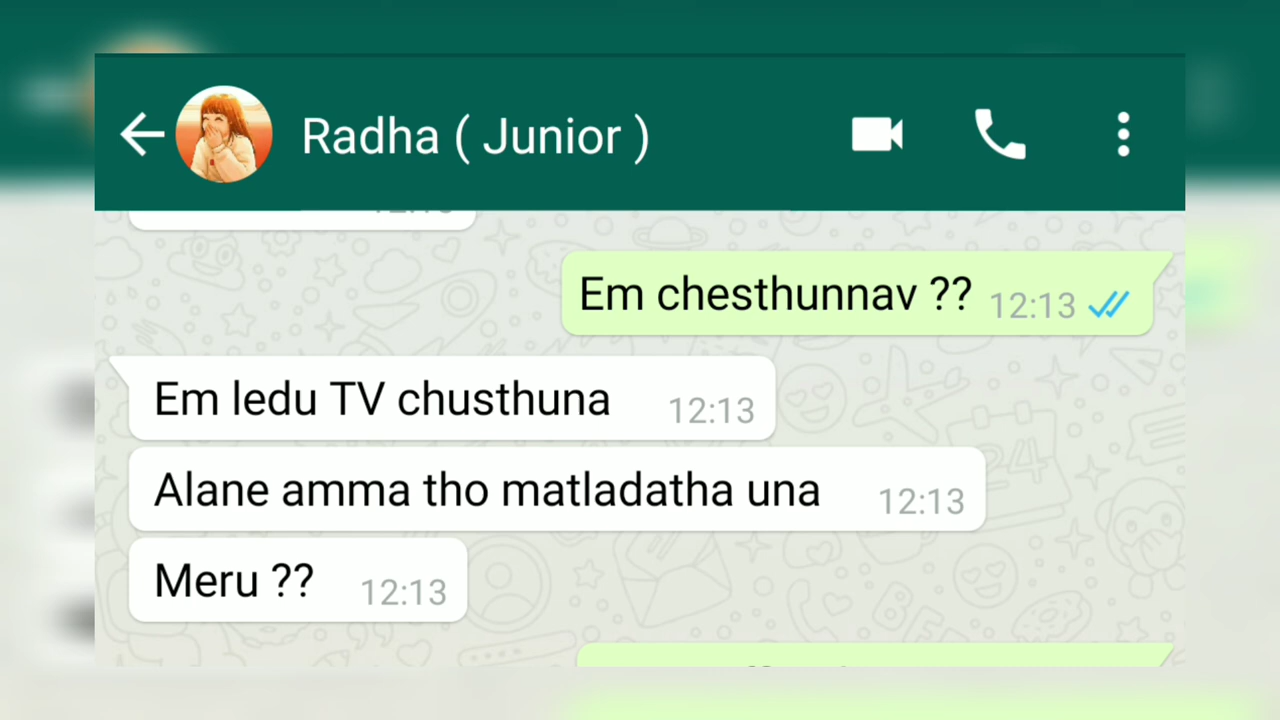 Radha ( Junior )
Em chesthunnav ?? 12:13
Em ledu TV chusthuna 12:13
Alane amma tho matladatha una 12:13
Meru ?? 12:13